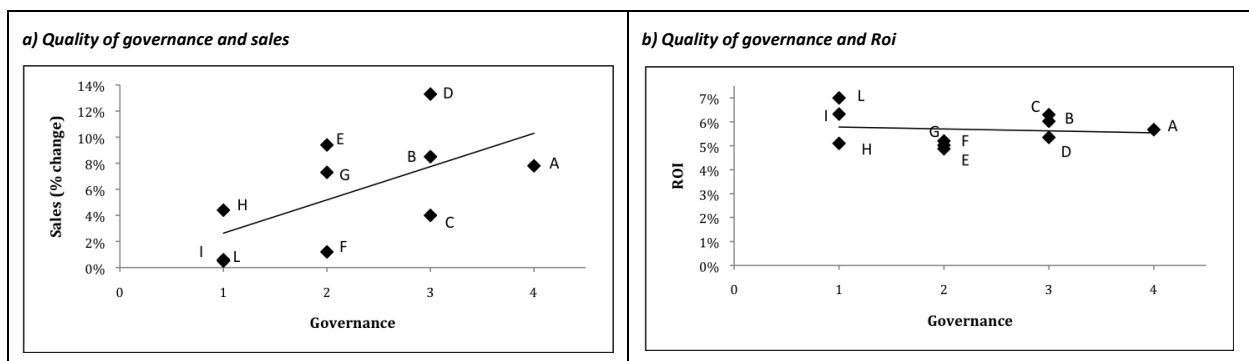 a) Quality of governance and sales
14%
12%
10%
8%
6%
4%
2%
0%
Sales (% change)
D
E
B
A
G
H
C
I
L
F
0
1
2
3
4
Governance
b) Quality of governance and Roi
7%
6%
5%
4%
3%
2%
1%
0%
ROI
L
I
H
G
F
E
C
B
D
A
0
1
2
3
4
Governance